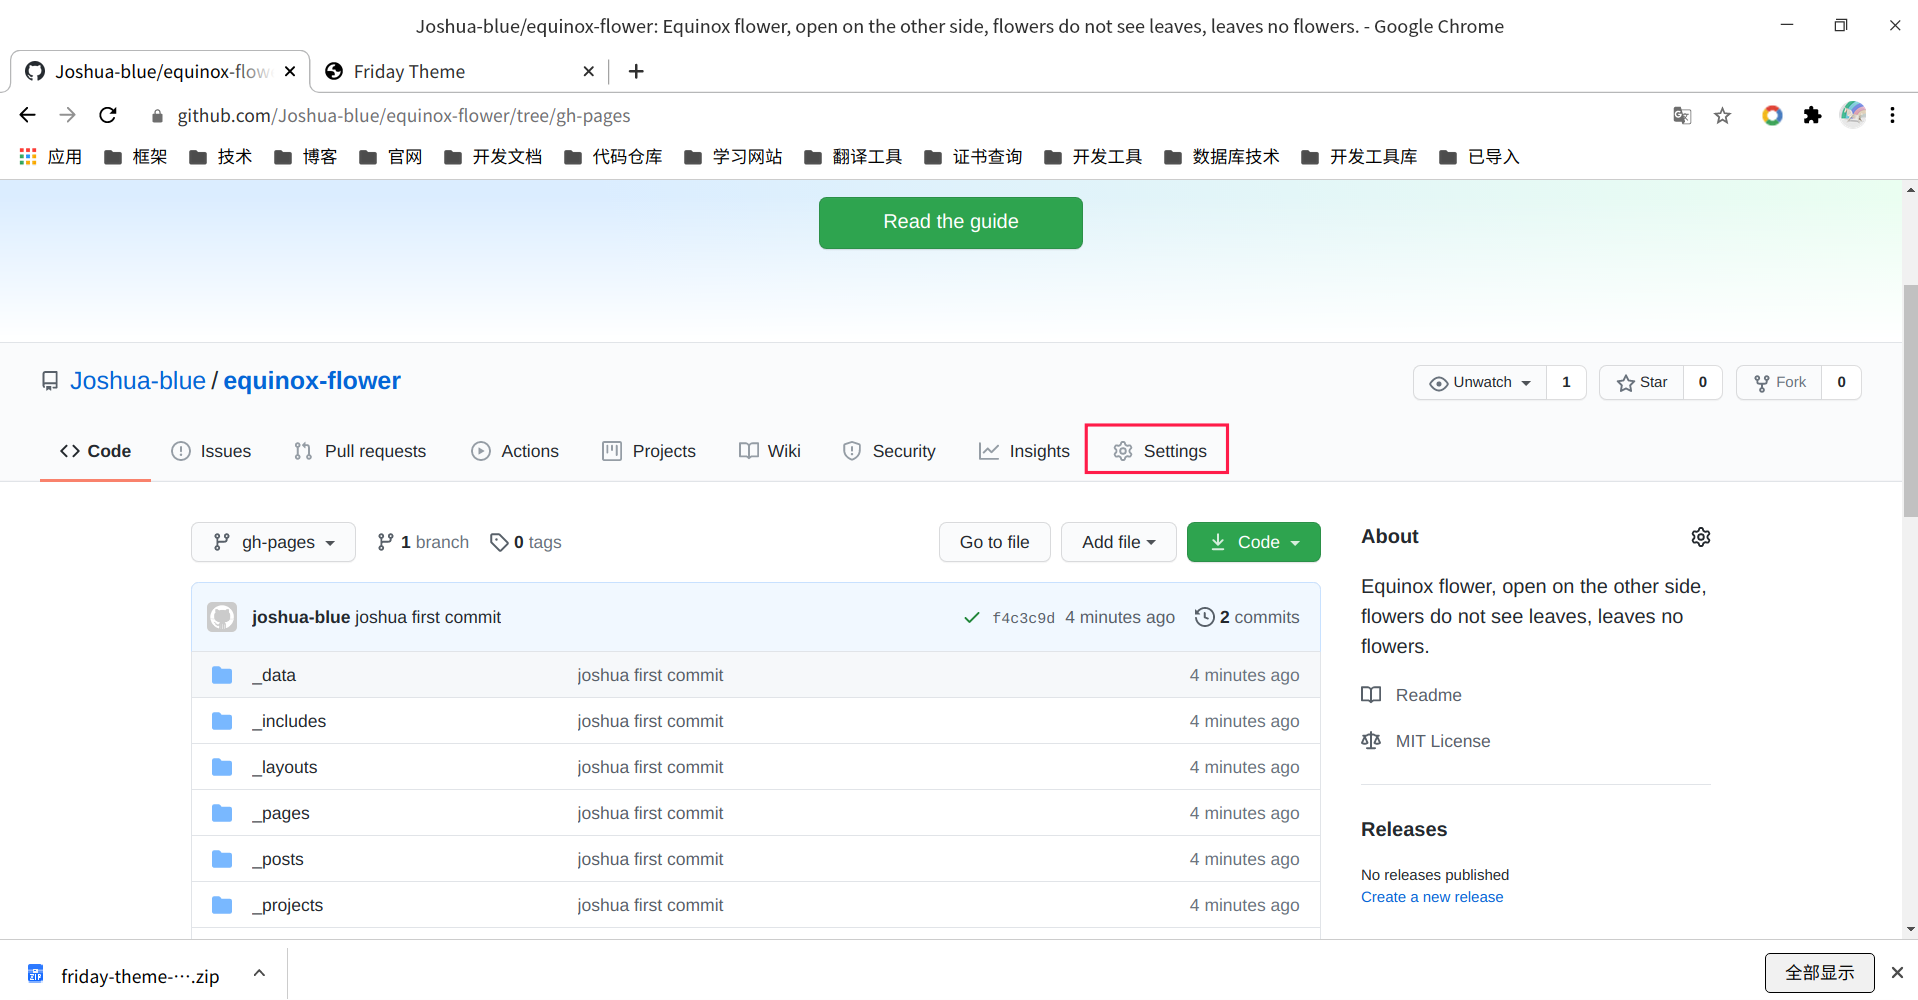 Joshua-blue/equinox-flower: Equinox flower, open on the other side, flowers do not see leaves, leaves no flowers. - Google Chrome
Joshua-blue/equinox-flow
Friday Theme
github.com/Joshua-blue/equinox-flower/tree/gh-pages
应用 框架 技术 博客 官网 开发文档 代码仓库 学习网站 翻译工具 证书查询 开发工具 数据库技术 开发工具库 已导入
Read the guide
Joshua-blue / equinox-flower
Unwatch 1 Star 0 Fork 0
Code Issues Pull requests Actions Projects Wiki Security Insights Settings
gh-pages 1 branch 0 tags Go to file Add file Code
About
Equinox flower, open on the other side,
flowers do not see leaves, leaves no
flowers.
Readme
MIT License
Releases
No releases published
Create a new release
joshua-blue joshua first commit f4c3c9d 4 minutes ago 2 commits
_data joshua first commit 4 minutes ago
_includes joshua first commit 4 minutes ago
_layouts joshua first commit 4 minutes ago
_pages joshua first commit 4 minutes ago
_posts joshua first commit 4 minutes ago
_projects joshua first commit 4 minutes ago
ZIP
friday-theme-….zip
全部显示